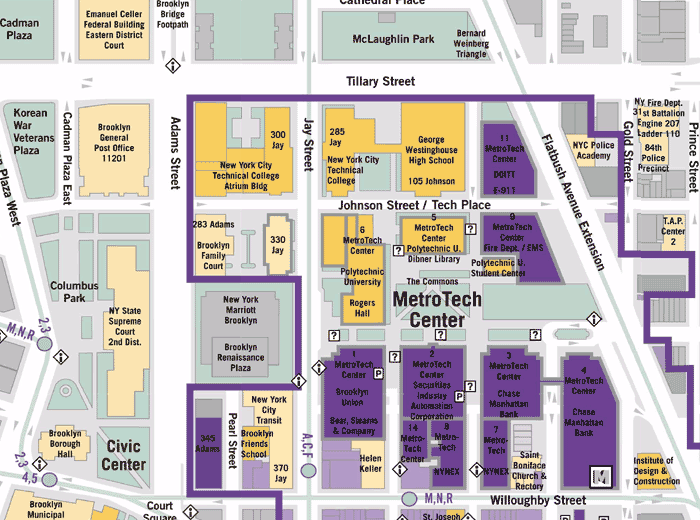 Cathedral Place
Cadman
Plaza
Emanuel Celler
Federal Building
Eastern District
Court
Brooklyn
Bridge
Footpath
McLaughlin Park
Bernard
Weinberg
Triangle
Tillary Street
Korean
War
Veterans
Plaza
Cadman Plaza East
Brooklyn
General
Post Office
11201
Adams Street
300
Jay
New York City
Technical College
Atrium Bldg
Jay Street
285
Jay
New York City
Technical
College
George
Westinghouse
High School
105 Johnson
11
MetroTech
Center
DOITT
E-911
Flatbush Avenue Extension
NYC Police
Academy
Gold Street
NY Fire Dept.
31st Battalion
Engine 207
Ladder 110
84th
Police
Precinct
Prince Street
Plaza West
Johnson Street / Tech Place
283 Adams
Brooklyn
Family
Court
330
Jay
6
MetroTech
Center
Polytechnic
University
Rogers
Hall
5
MetroTech
Center
Polytechnic U.
Dibner Library
9
MetroTech
Center
Fire Dept. / EMS
Polytechnic U.
Student Center
T.A.P.
Center
2
The Commons
MetroTech
Center
Columbus
Park
NY State
Supreme
Court
2nd Dist.
New York
Marriott
Brooklyn
Brooklyn
Renaissance
Plaza
M,N,R
2,3
1
MetroTech
Center
Brooklyn
Union
Bear, Stearns
& Company
P
2
MetroTech
Center
Securities
Industry
Automation
Corporation
P
3
MetroTech
Center
Chase
Manhattan
Bank
4
MetroTech
Center
Chase
Manhattan
Bank
345
Adams
Pearl Street
New York
City
Transit
Brooklyn
Friends
School
370
Jay
A,C,F
Helen
Keller
14
Metro-
Tech
Center
8
Metro-
Tech
NYNEX
7
Metro-
Tech
NYNEX
Saint
Boniface
Church &
Rectory
Institute of
Design &
Construction
Brooklyn
Borough
Hall
Civic
Center
2,3
4,5
M,N,R
Willoughby Street
Brooklyn
Municipal
Court
Square
St. Joseph